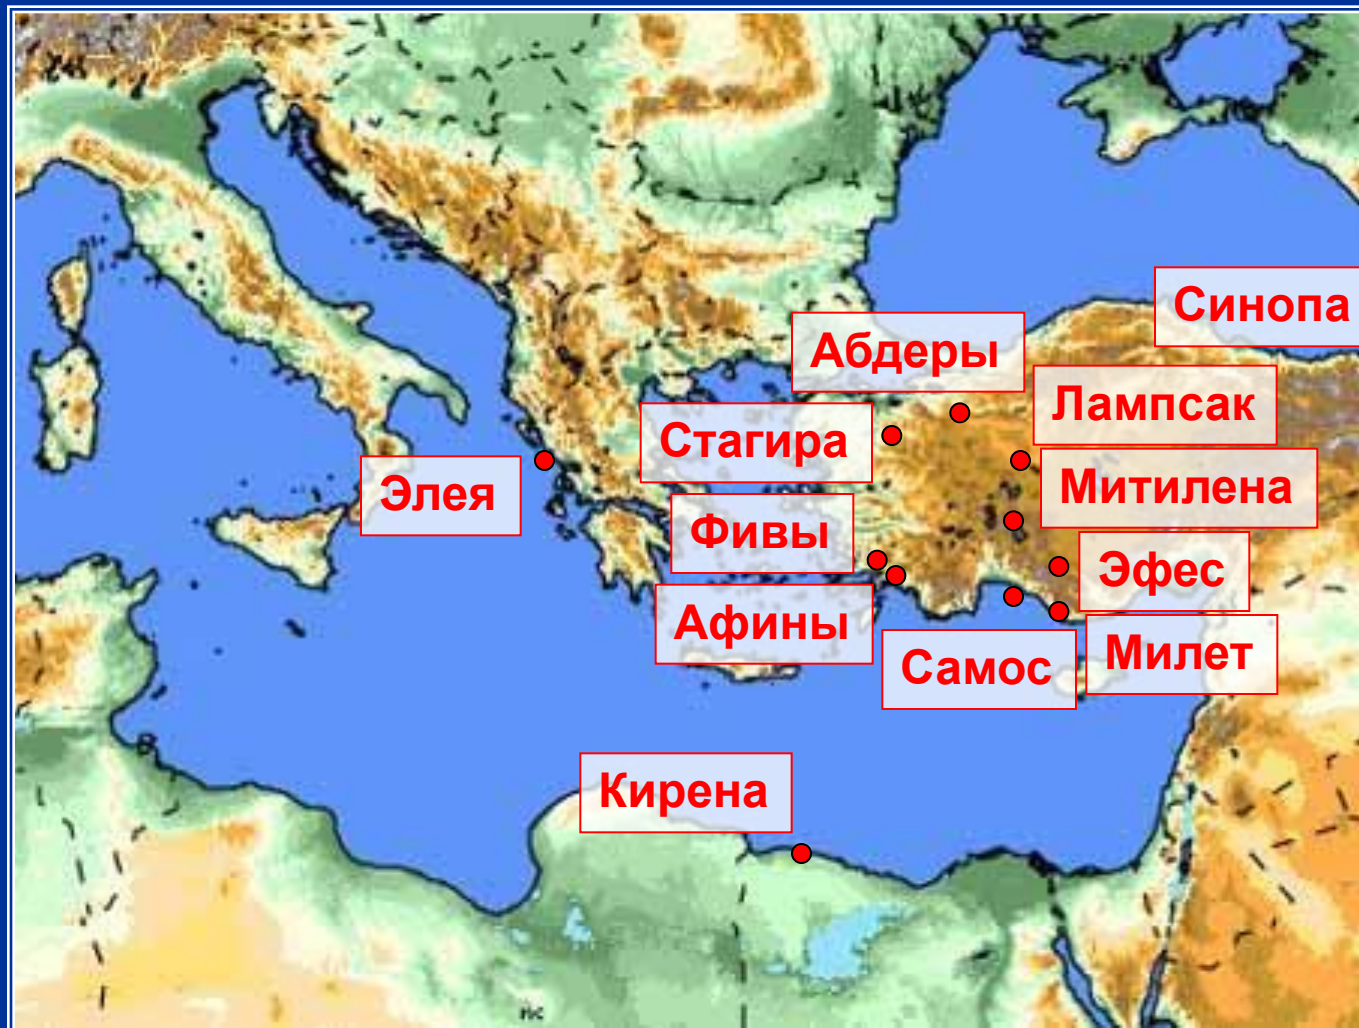 Синопа
Абдеры
Лампсак
Стагира
Митилена
Элея
Фивы
Эфес
Афины
Милет
Самос
Кирена